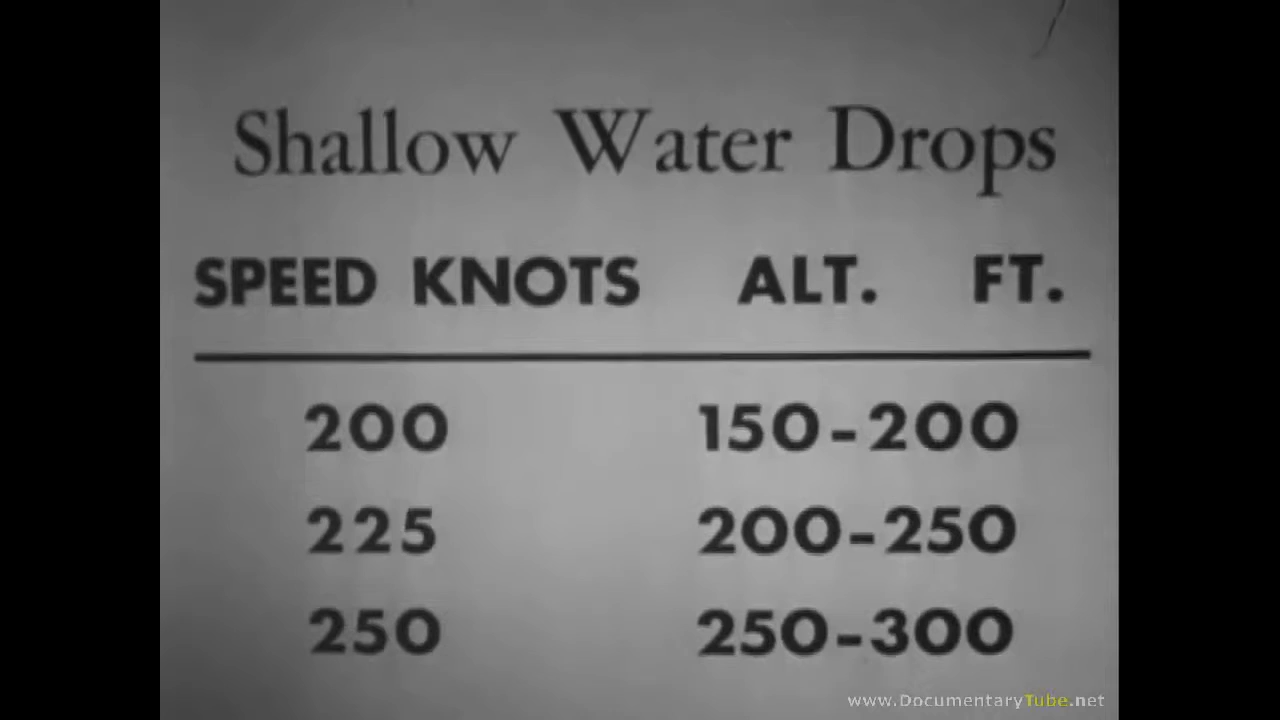 Shallow Water Drops
SPEED KNOTS ALT. FT.
200 150-200
225 200-250
250 250-300
www.DocumentaryTube.net